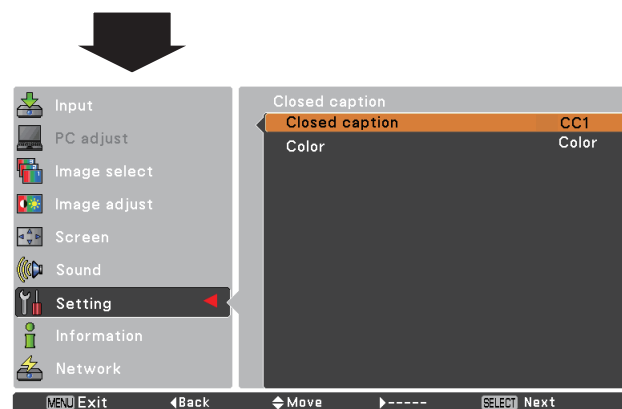 Input
PC adjust
Image select
Image adjust
Screen
Sound
Setting
Information
Network
Closed caption
Closed caption CC1
Color Color
MENU Exit Back Move ----- SELECT Next